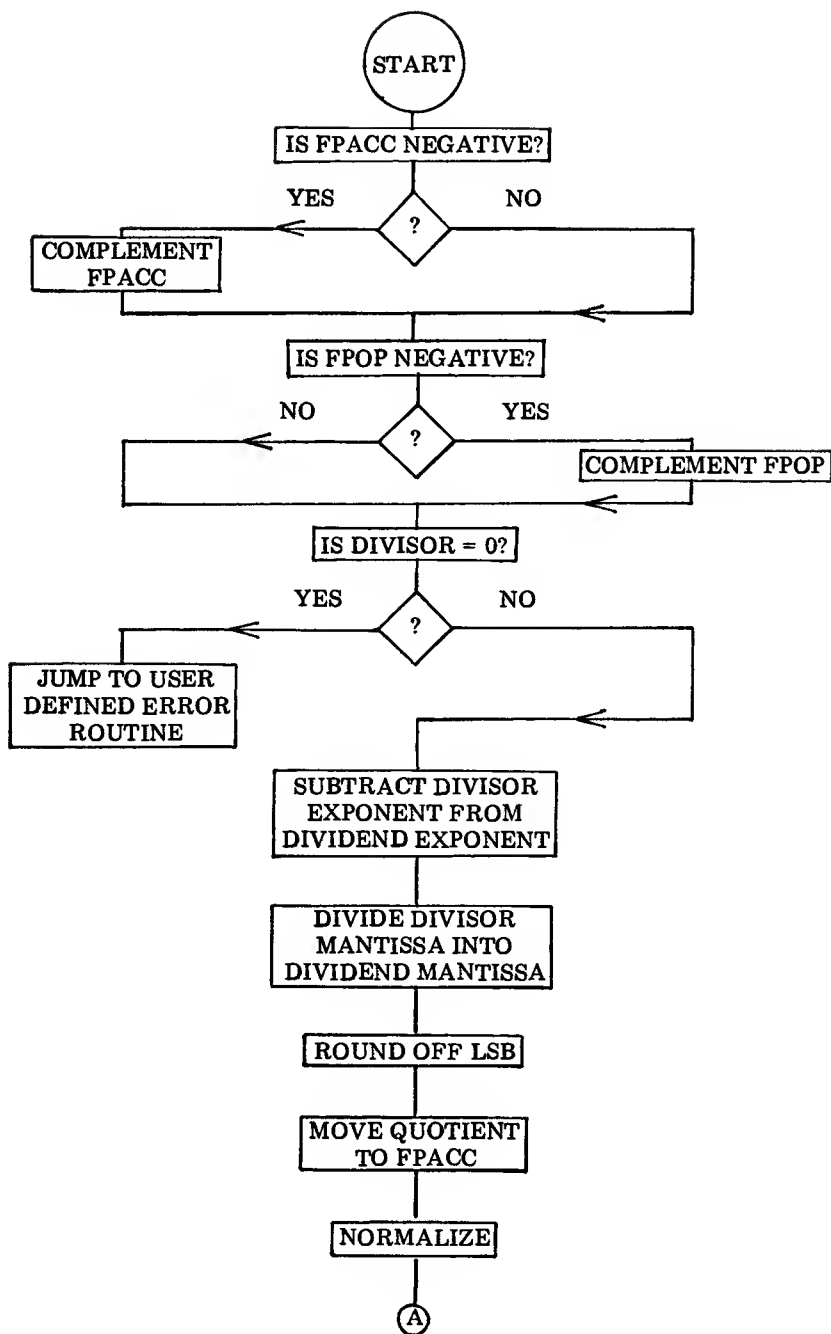 START
IS FPACC NEGATIVE?
YES NO
?
COMPLEMENT
FPACC
IS FPOP NEGATIVE?
NO YES
?
COMPLEMENT FPOP
IS DIVISOR = 0?
YES NO
?
JUMP TO USER
DEFINED ERROR
ROUTINE
SUBTRACT DIVISOR
EXPONENT FROM
DIVIDEND EXPONENT
DIVIDE DIVISOR
MANTISSA INTO
DIVIDEND MANTISSA
ROUND OFF LSB
MOVE QUOTIENT
TO FPACC
NORMALIZE
A